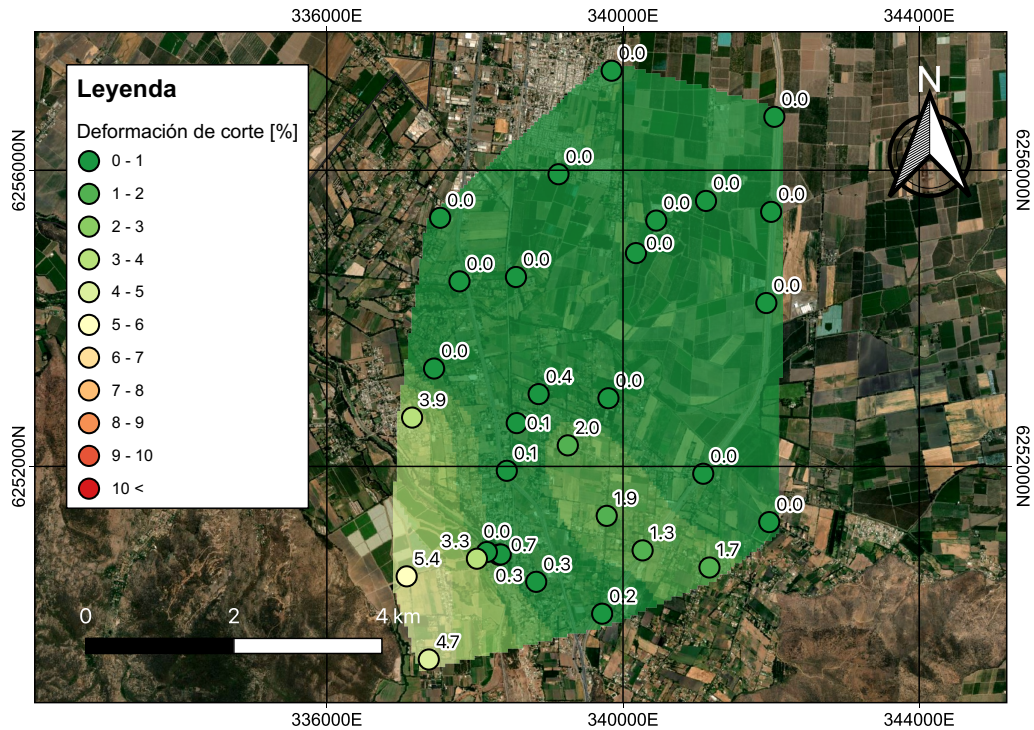 336000E
340000E
344000E
6256000N
6256000N
6252000N
6252000N
Leyenda
Deformación de corte [%]
0 - 1
1 - 2
2 - 3
3 - 4
4 - 5
5 - 6
6 - 7
7 - 8
8 - 9
9 - 10
10 <
N
0.0
0.0
0.0
0.0
0.0
0.0
0.0
0.0
0.0
0.0
0.0
0.0
3.9
0.4
0.0
0.1
2.0
0.1
0.0
1.9
0.0
3.3
0.0
0.7
1.3
1.7
5.4
0.3
0.3
0.2
4.7
0
2
4 km
336000E
340000E
344000E